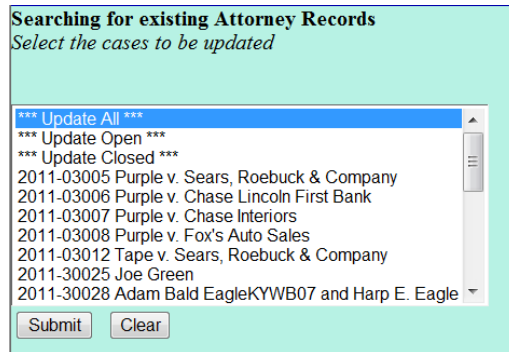 Searching for existing Attorney Records
Select the cases to be updated
*** Update All ***
*** Update Open ***
*** Update Closed ***
2011-03005 Purple v. Sears, Roebuck & Company
2011-03006 Purple v. Chase Lincoln First Bank
2011-03007 Purple v. Chase Interiors
2011-03008 Purple v. Fox's Auto Sales
2011-03012 Tape v. Sears, Roebuck & Company
2011-30025 Joe Green
2011-30028 Adam Bald EagleKYWB07 and Harp E. Eagle
Submit Clear